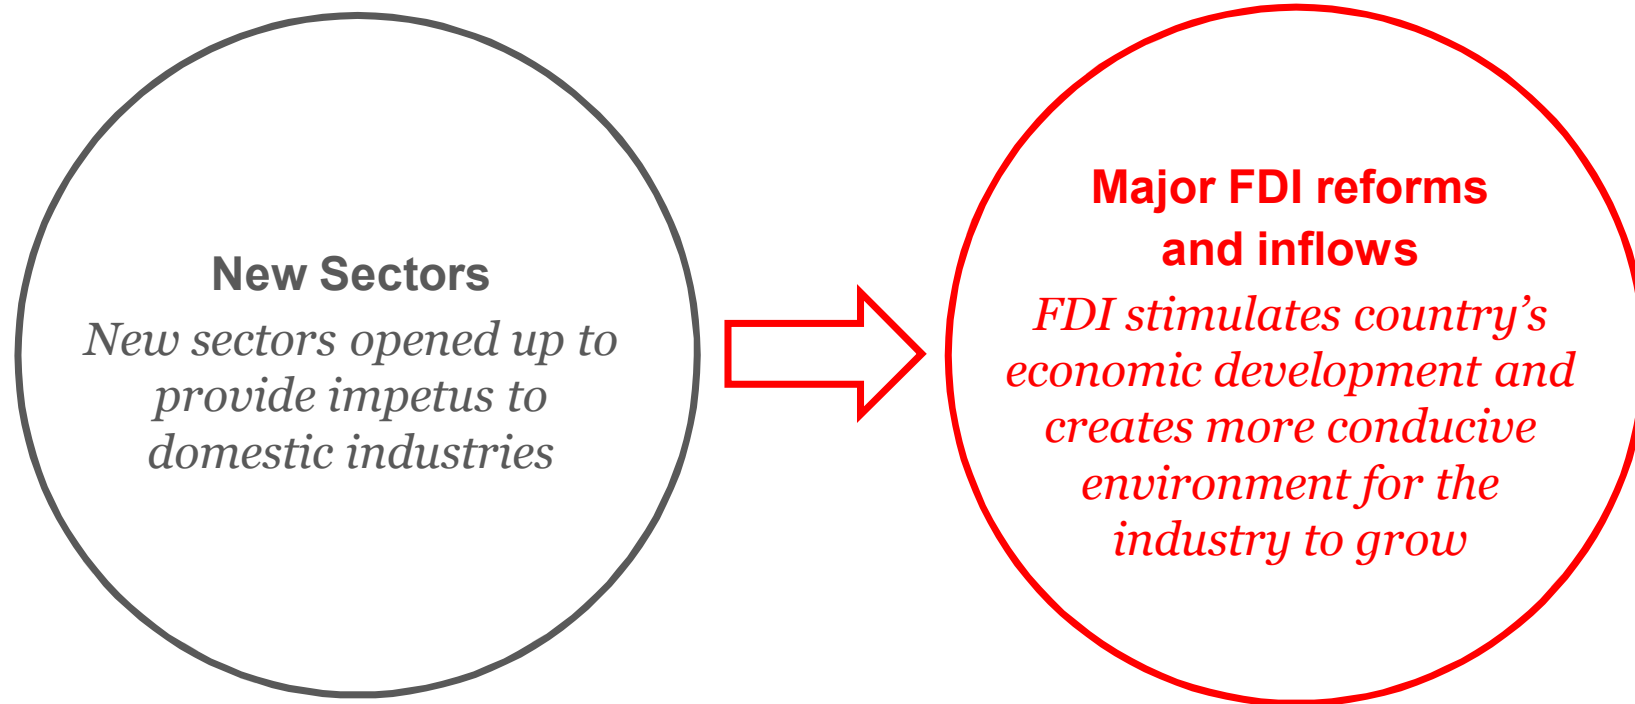 New Sectors
New sectors opened up to
provide impetus to
domestic industries
Major FDI reforms
and inflows
FDI stimulates country’s
economic development and
creates more conducive
environment for the
industry to grow